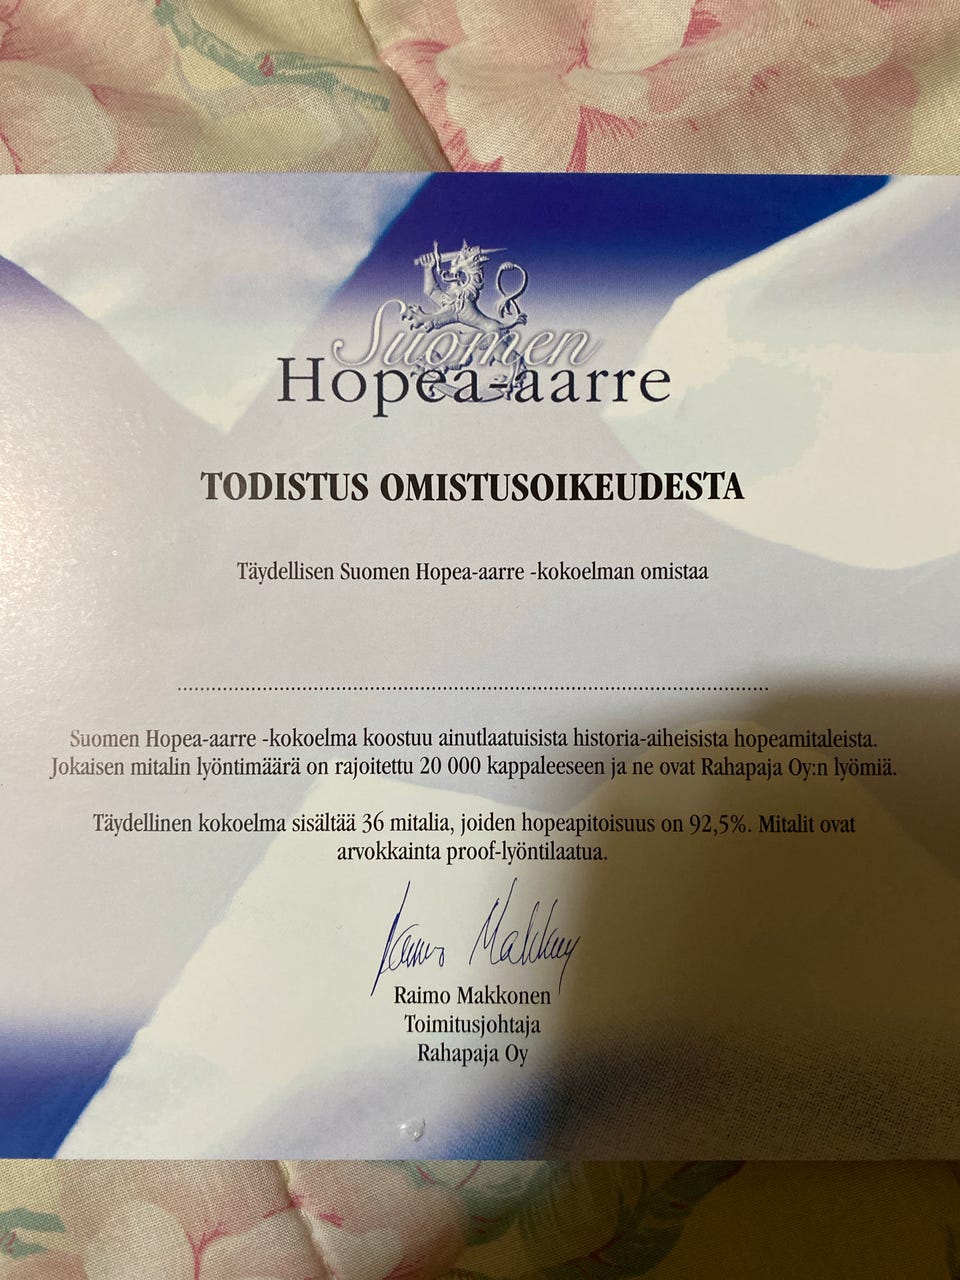 Suomen
Hopea-aarre
TODISTUS OMISTUSOIKEUDESTA
Täydellisen Suomen Hopea-aarre -kokoelman omistaa
Suomen Hopea-aarre -kokoelma koostuu ainutlaatuisista historia-aiheisista hopeamitaleista.
Jokaisen mitalin lyöntimäärä on rajoitettu 20 000 kappaleeseen ja ne ovat Rahapaja Oy:n lyömiä.
Täydellinen kokoelma sisältää 36 mitalia, joiden hopeapitoisuus on 92,5%. Mitalit ovat
arvokkainta proof-lyöntilaatua.
Raimo Makkonen
Raimo Makkonen
Toimitusjohtaja
Rahapaja Oy